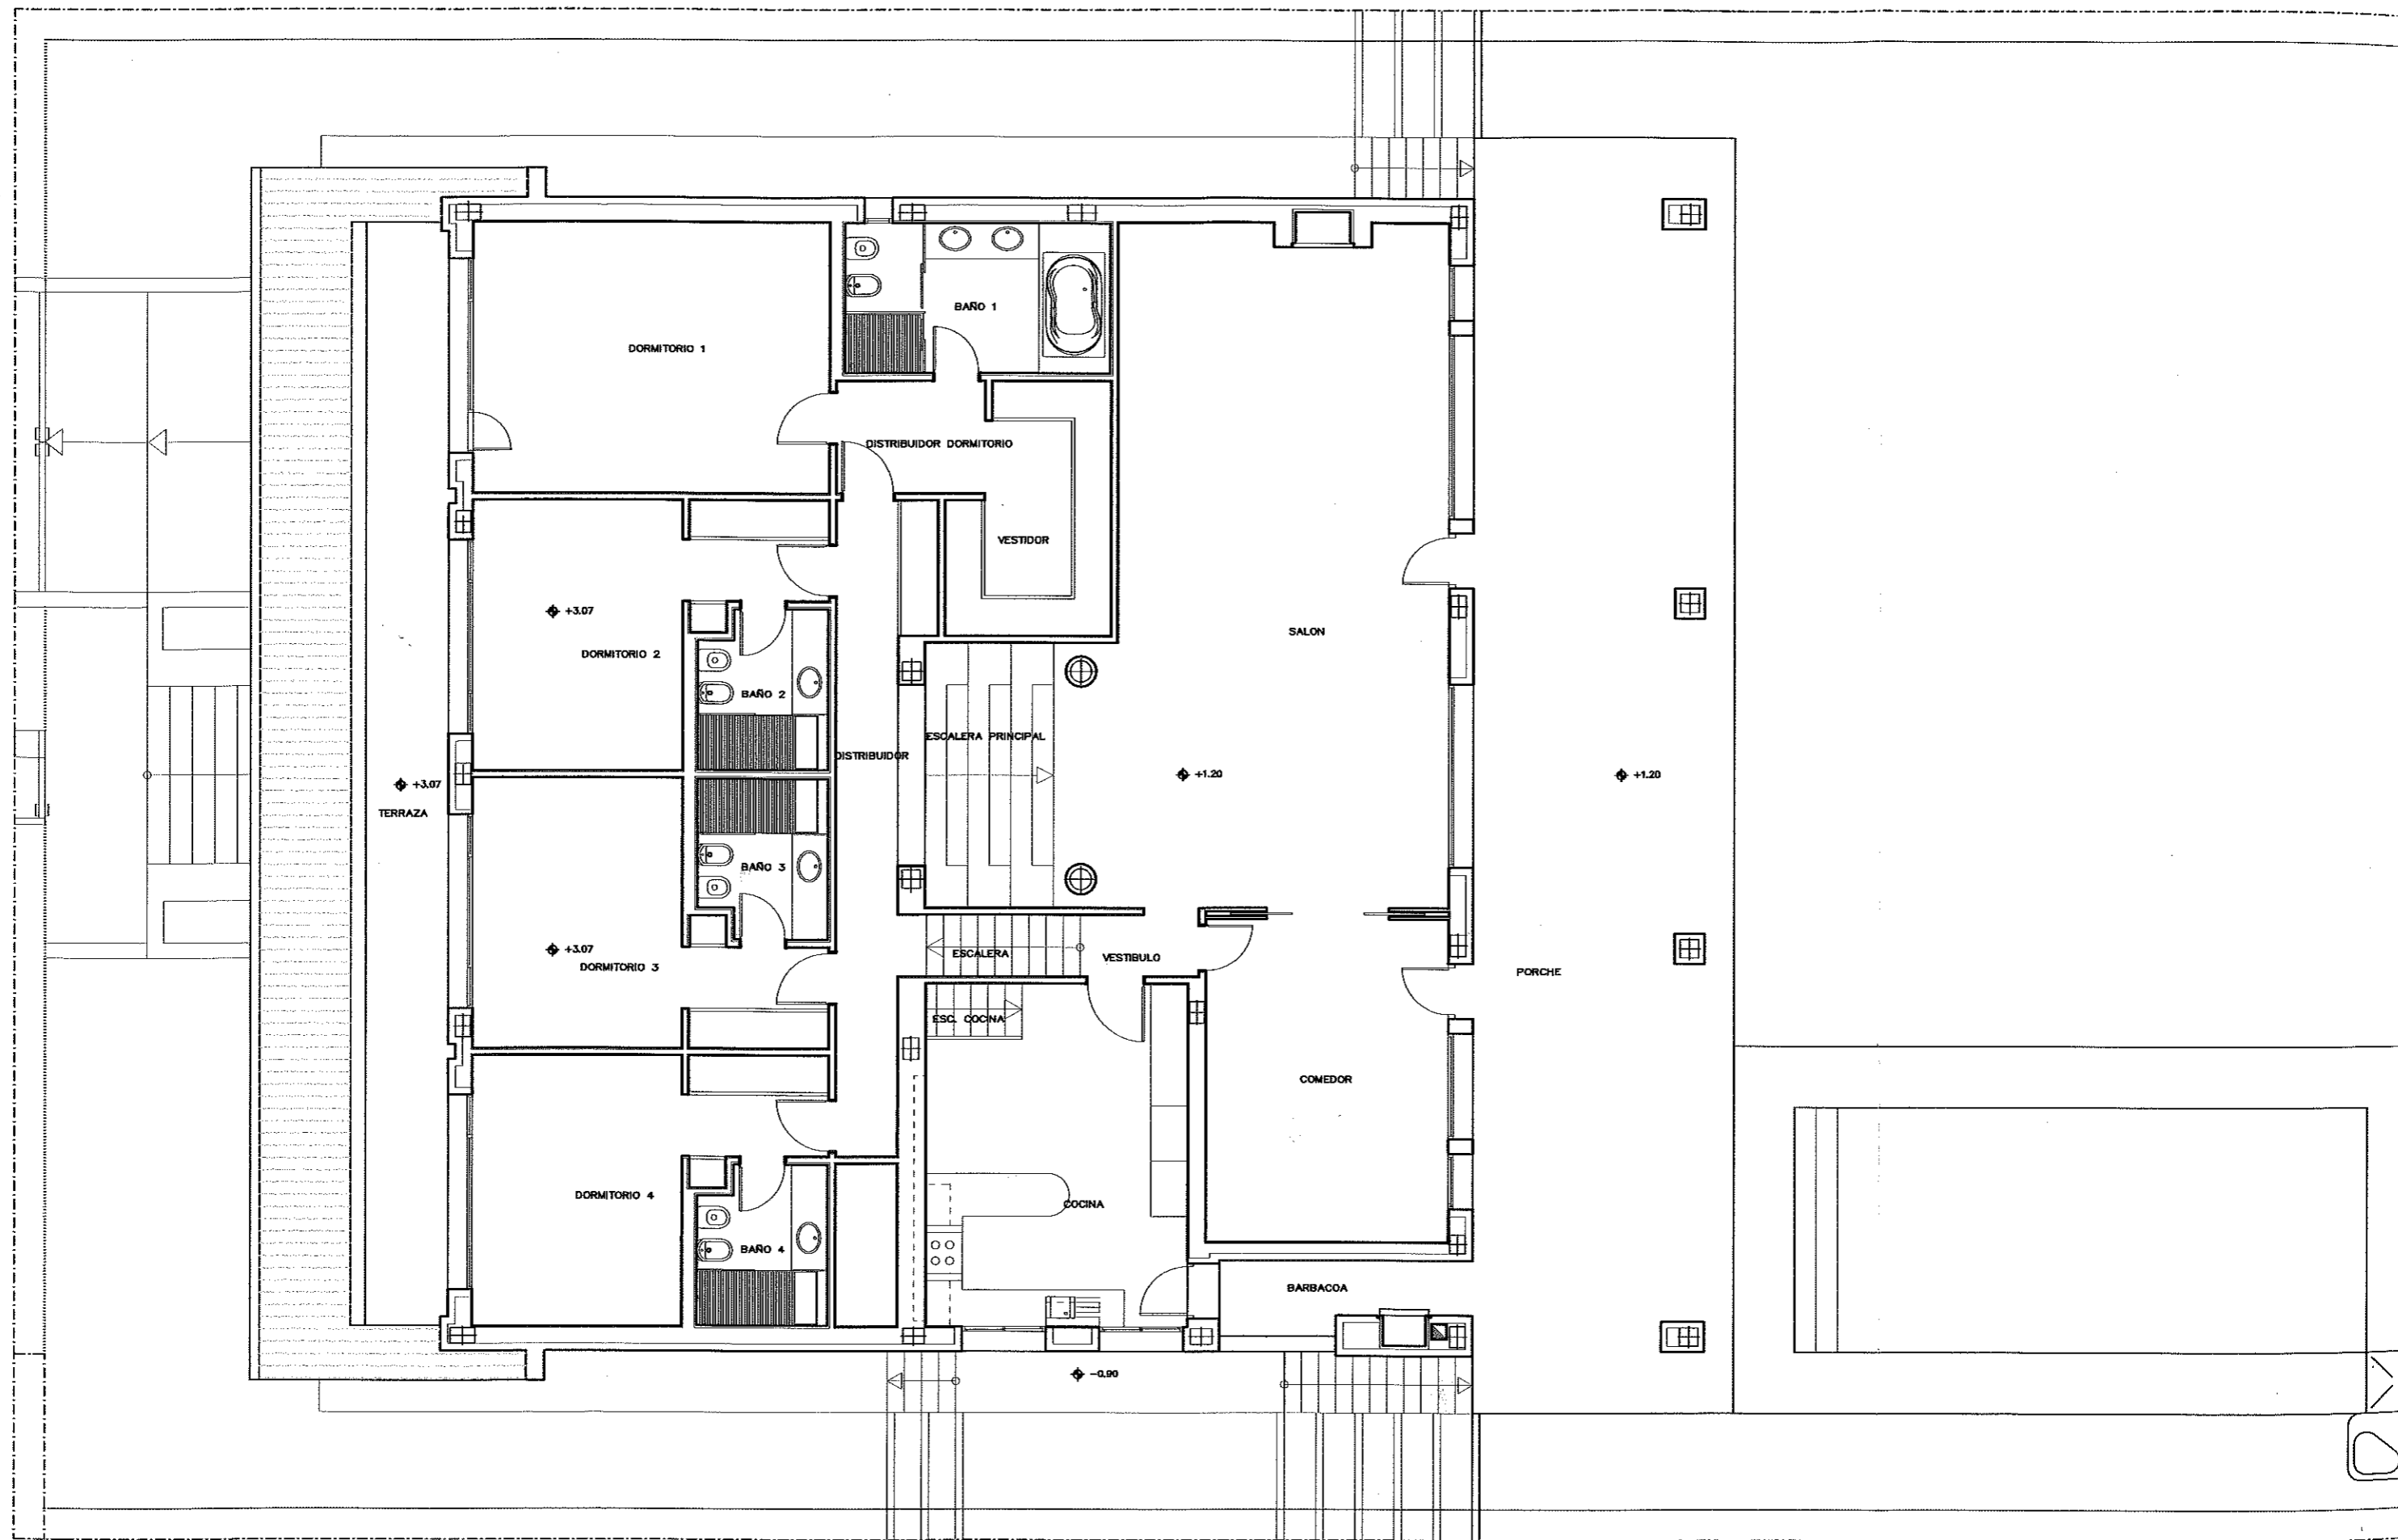 BAÑO 1
DORMITORIO 1
DISTRIBUIDOR DORMITORIO
VESTIDOR
+3.07
SALON
DORMITORIO 2
BAÑO 2
ESCALERA PRINCIPAL
DISTRIBUIDOR
+1.20
+1.20
+3.07
TERRAZA
BAÑO 3
+3.07
ESCALERA
VESTIBULO
DORMITORIO 3
PORCHE
ESC. COCINA
COMEDOR
DORMITORIO 4
COCINA
BAÑO 4
BARBACOA
-0.90